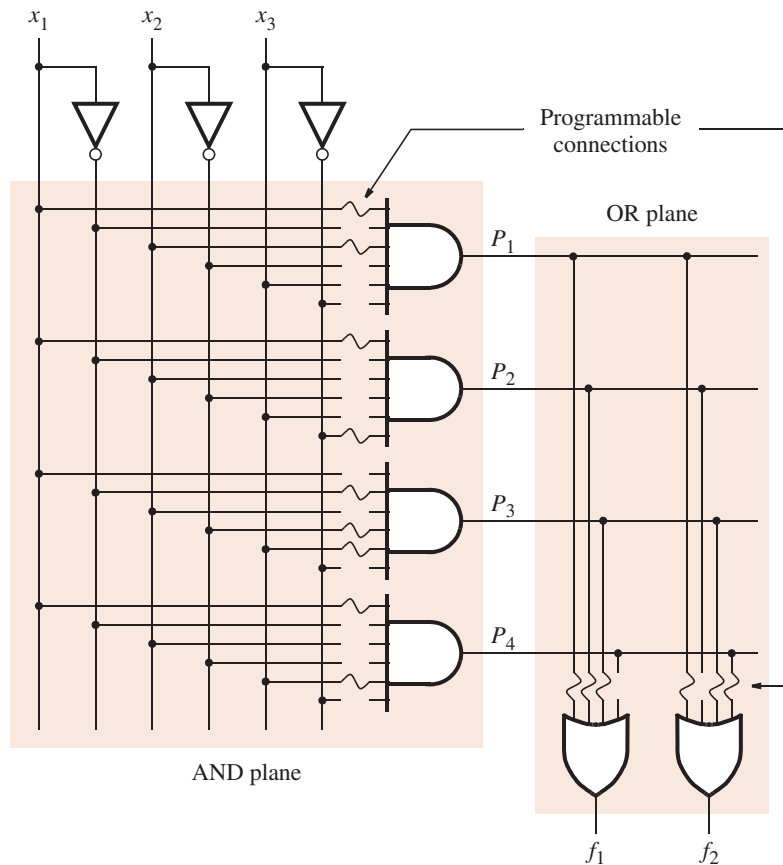 x1
x2
x3
Programmable
connections
OR plane
P1
P2
P3
P4
AND plane
f1
f2